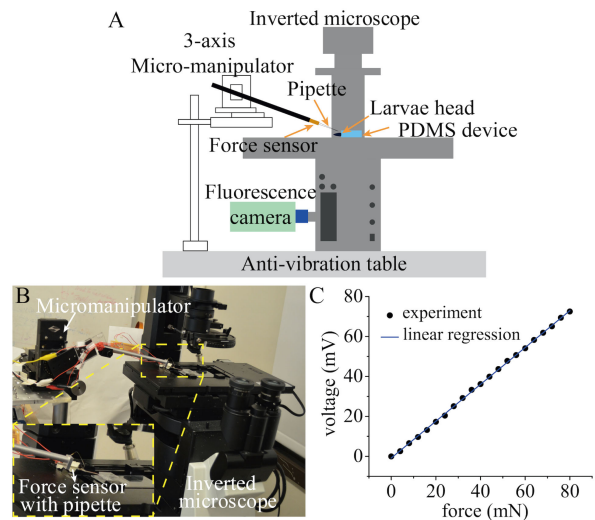 A
Inverted microscope
3-axis
Micro-manipulator
Pipette
Larvae head
PDMS device
Force sensor
Fluorescence
camera
Anti-vibration table
B
Micromanipulator
Force sensor
with pipette
Inverted
microscope
C
80
60
40
20
0
voltage (mV)
experiment
linear regression
0 20 40 60 80
force (mN)